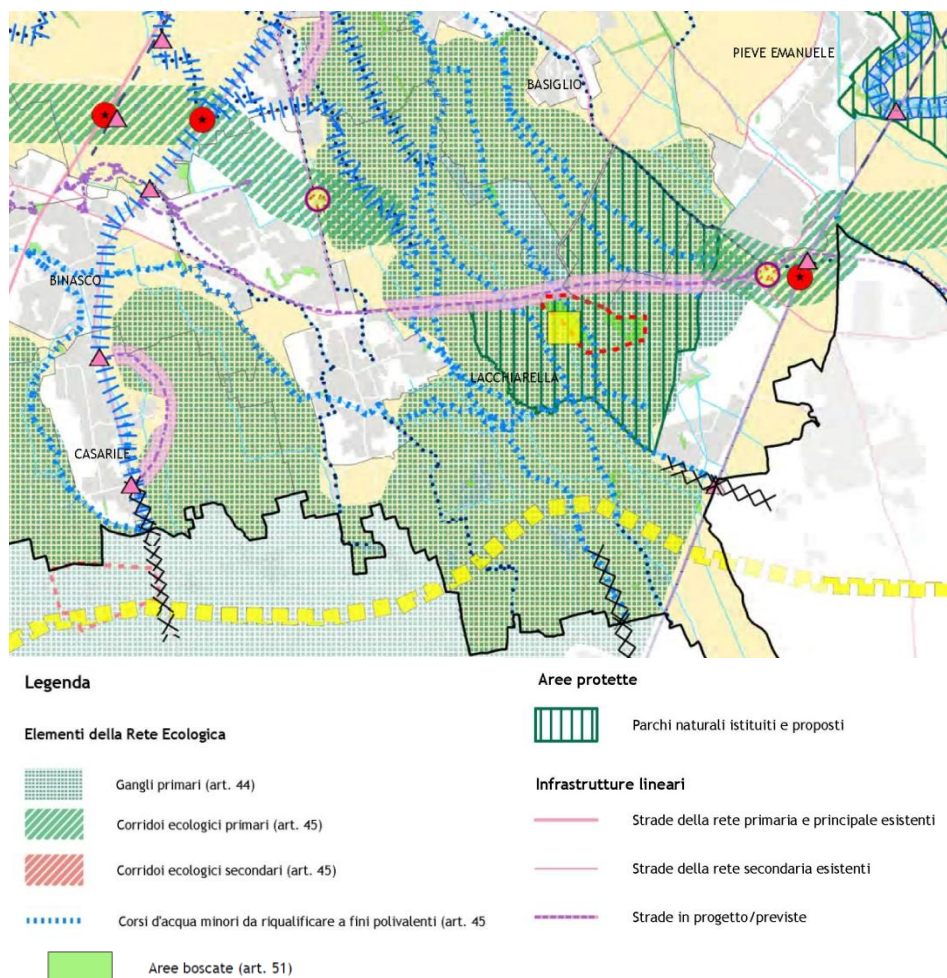 BASIGLIO
PIEVE EMANUELE
BINASCO
LACCHIARELLA
CASARILE
Legenda
Elementi della Rete Ecologica
Gangli primari (art. 44)
Corridoi ecologici primari (art. 45)
Corridoi ecologici secondari (art. 45)
Corsi d'acqua minori da riqualificare a fini polivalenti (art. 45
Aree boscate (art. 51)
Aree protette
Parchi naturali istituiti e proposti
Infrastrutture lineari
Strade della rete primaria e principale esistenti
Strade della rete secondaria esistenti
Strade in progetto/previste